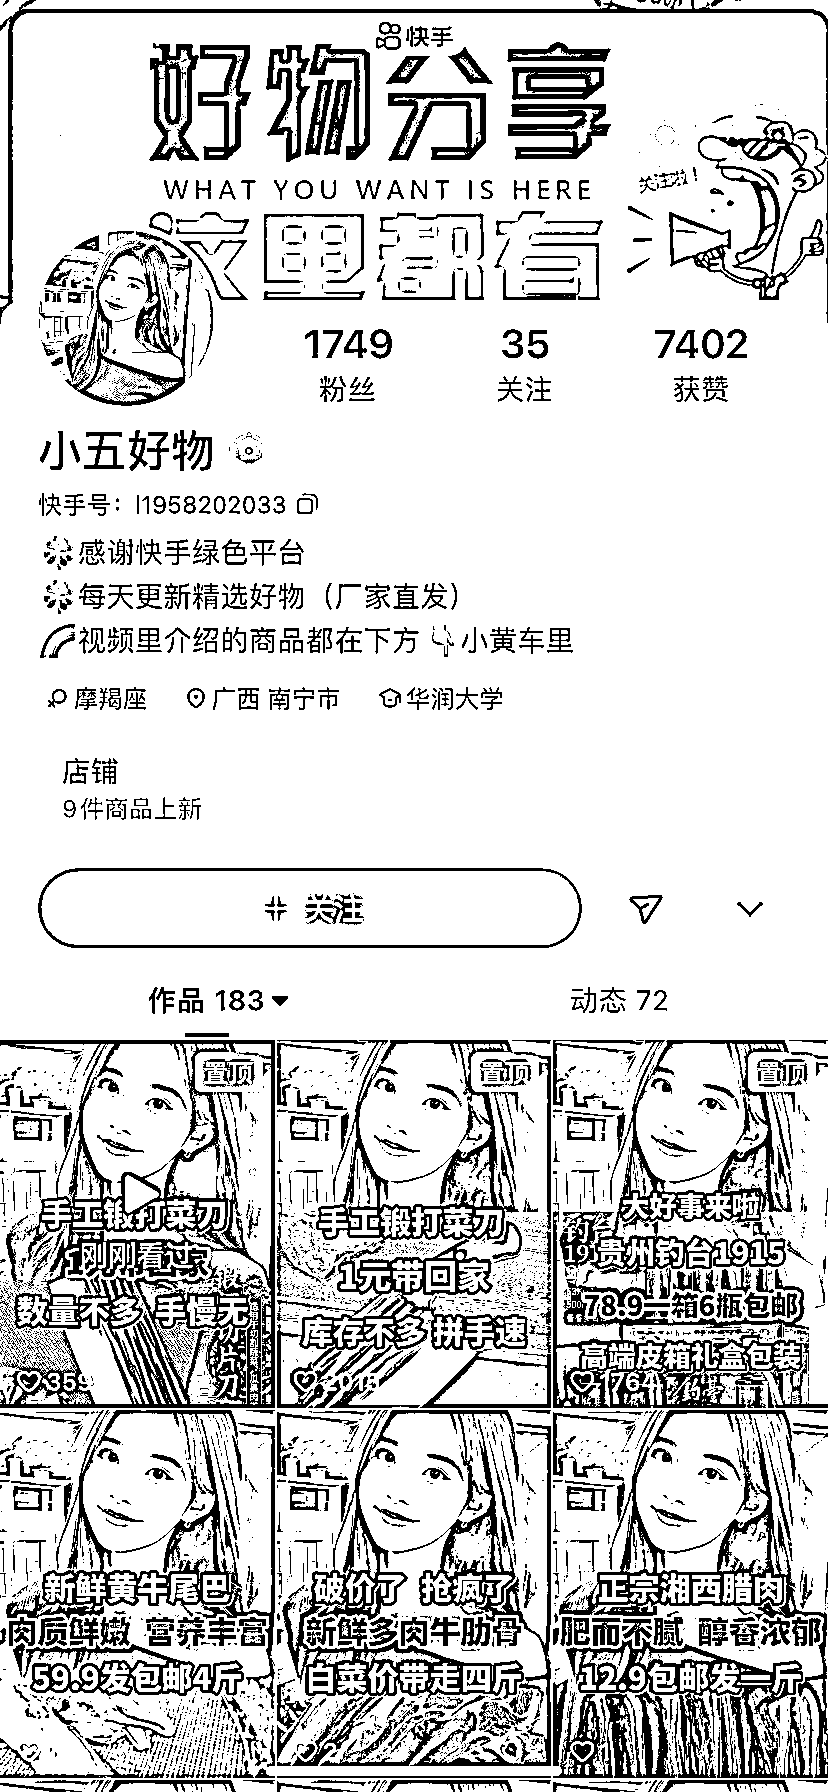 快手
好物分享
WHAT YOU WANT IS HERE
这里都有
关注啦！
1749 35 7402
粉丝 关注 获赞
小五好物
快手号：l1958202033
感谢快手绿色平台
每天更新精选好物（厂家直发）
视频里介绍的商品都在下方 小黄车里
摩羯座 广西 南宁市 华润大学
店铺
9件商品上新
关注
作品 183 动态 72
置顶
手工锻打菜刀
刚刚看过
数量不多 手慢无
359
置顶
手工锻打菜刀
1元带回家
库存不多 拼手速
置顶
大好事来啦
贵州钓台1915
78.9一箱6瓶包邮
高端皮箱礼盒包装
764
新鲜黄牛尾巴
肉质鲜嫩 营养丰富
59.9发包邮4斤
破价了 抢疯了
新鲜多肉牛肋骨
白菜价带走四斤
正宗湘西腊肉
肥而不腻 醇香浓郁
12.9包邮发一斤